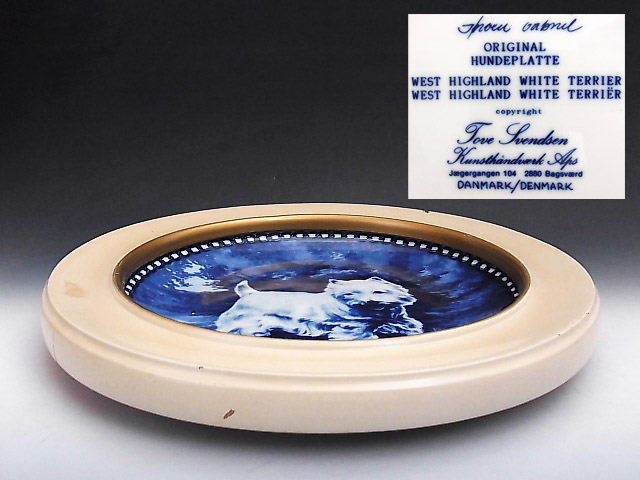 ORIGINAL
HUNDEPLATTE
WEST HIGHLAND WHITE TERRIER
WEST HIGHLAND WHITE TERRIËR
copyright
Tove Svendsen
Kunsthåndværk Aps
Jægergangen 104 2880 Bagsværd
DANMARK/DENMARK